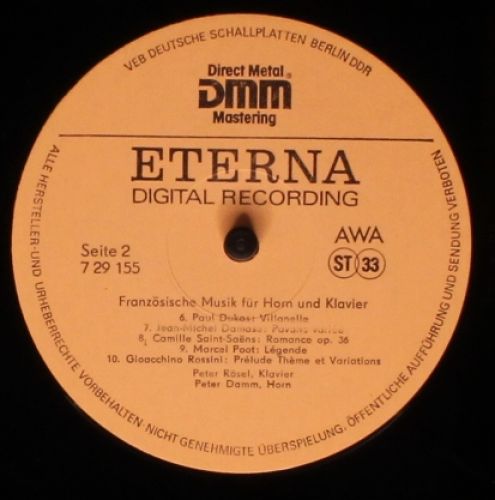 VEB DEUTSCHE SCHALLPLATTEN BERLIN DDR
Direct Metal
DMM
Mastering
ETERNA
DIGITAL RECORDING
Seite 2
7 29 155
AWA
ST 33
Französische Musik für Horn und Klavier
6. Paul Dukas: Villanelle
7. Jean-Michel Damase: Pavane variée
8. Camille Saint-Saëns: Romance op. 36
9. Marcel Poot: Légende
10. Gioacchino Rossini: Prélude Thème et Variations
Peter Rösel, Klavier
Peter Damm, Horn
ALLE HERSTELLER- UND URHEBERRECHTE VORBEHALTEN · NICHT GENEHMIGTE ÜBERSPIELUNG, ÖFFENTLICHE AUFFÜHRUNG UND SENDUNG VERBOTEN